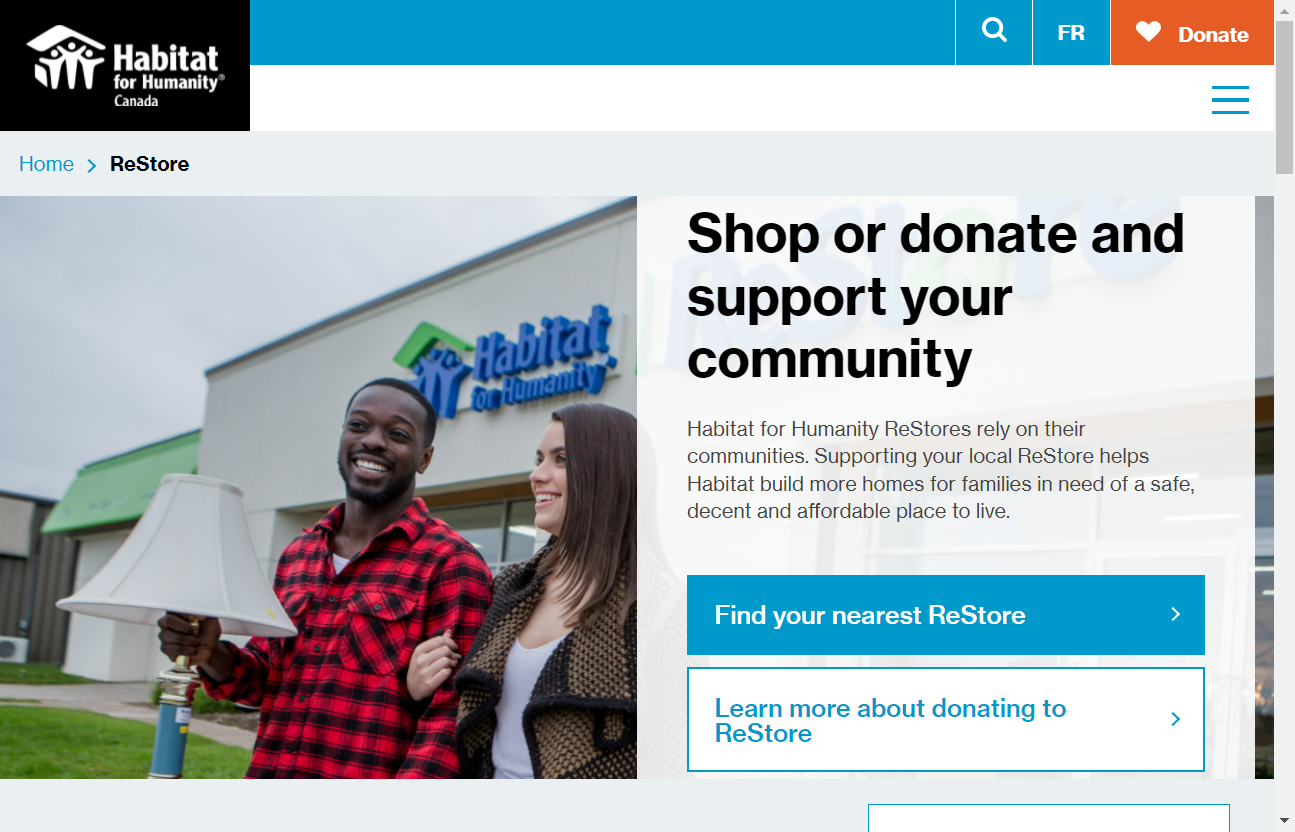 Habitat
for Humanity®
Canada
FR
Donate
Home
ReStore
Habitat
for Humanity
ReStore
Shop or donate and
support your
community
Habitat for Humanity ReStores rely on their
communities. Supporting your local ReStore helps
Habitat build more homes for families in need of a safe,
decent and affordable place to live.
Find your nearest ReStore
Learn more about donating to
ReStore